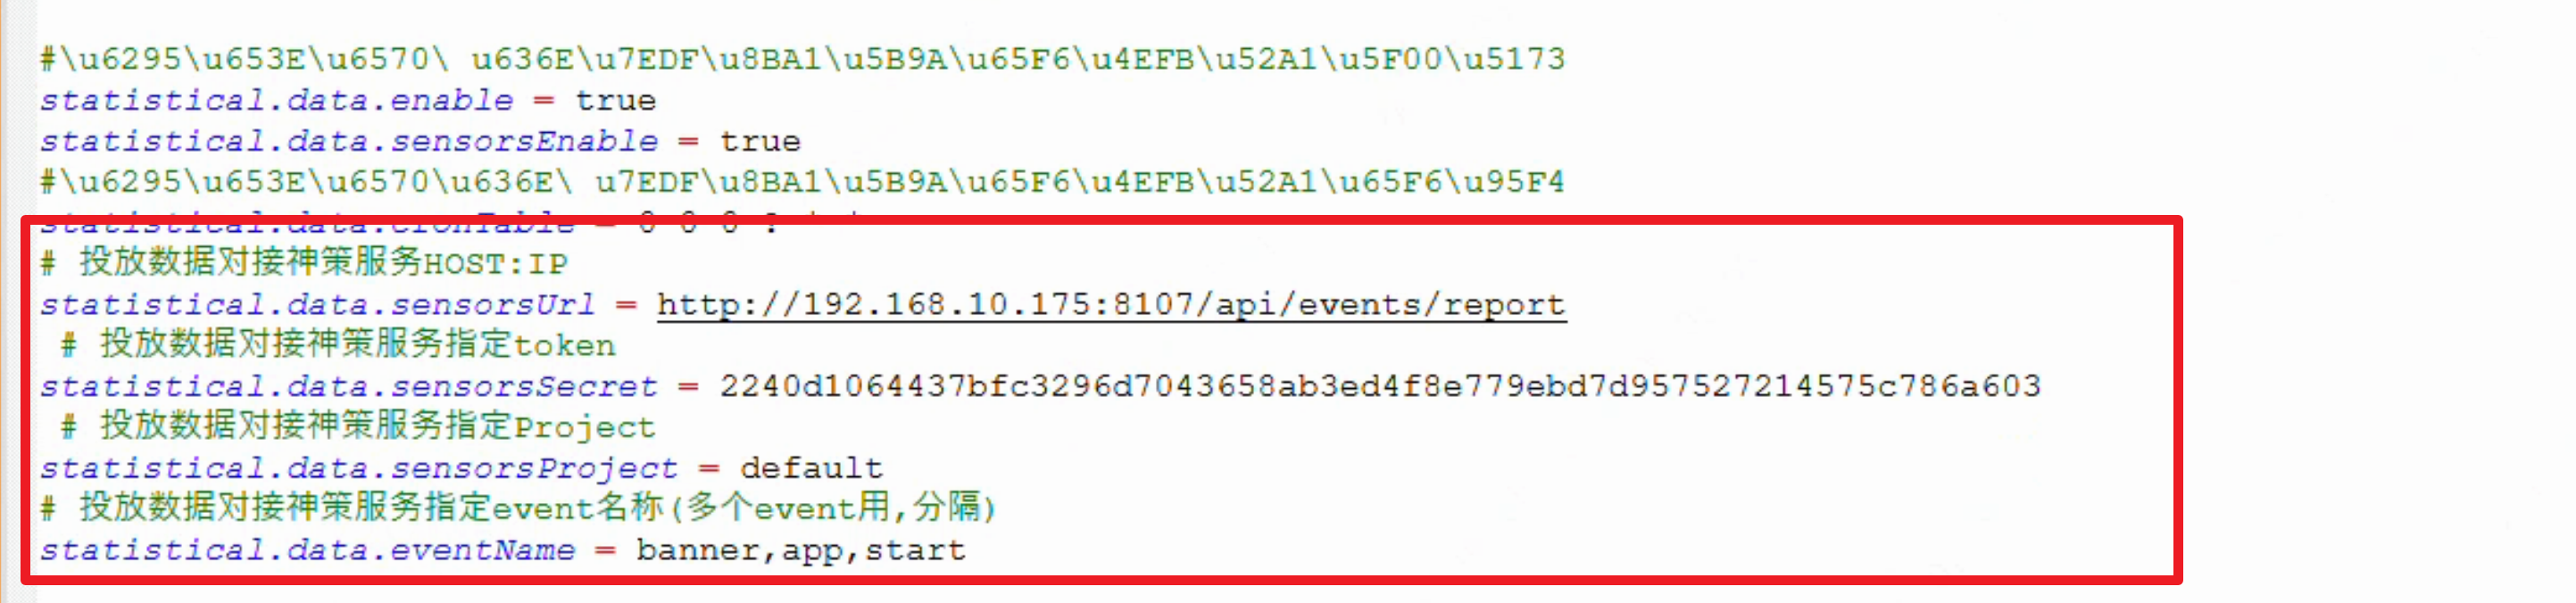 #\u6295\u653E\u6570\ u636E\u7EDF\u8BA1\u5B9A\u65F6\u4EFB\u52A1\u5F00\u5173
statistical.data.enable = true
statistical.data.sensorsEnable = true
#\u6295\u653E\u6570\u636E\ u7EDF\u8BA1\u5B9A\u65F6\u4EFB\u52A1\u65F6\u95F4
statistical.data.cronTable = 0 0 0
# 投放数据对接神策服务HOST:IP
statistical.data.sensorsUrl = http://192.168.10.175:8107/api/events/report
# 投放数据对接神策服务指定token
statistical.data.sensorsSecret = 2240d1064437bfc3296d7043658ab3ed4f8e779ebd7d957527214575c786a603
# 投放数据对接神策服务指定Project
statistical.data.sensorsProject = default
# 投放数据对接神策服务指定event名称(多个event用,分隔)
statistical.data.eventName = banner,app,start